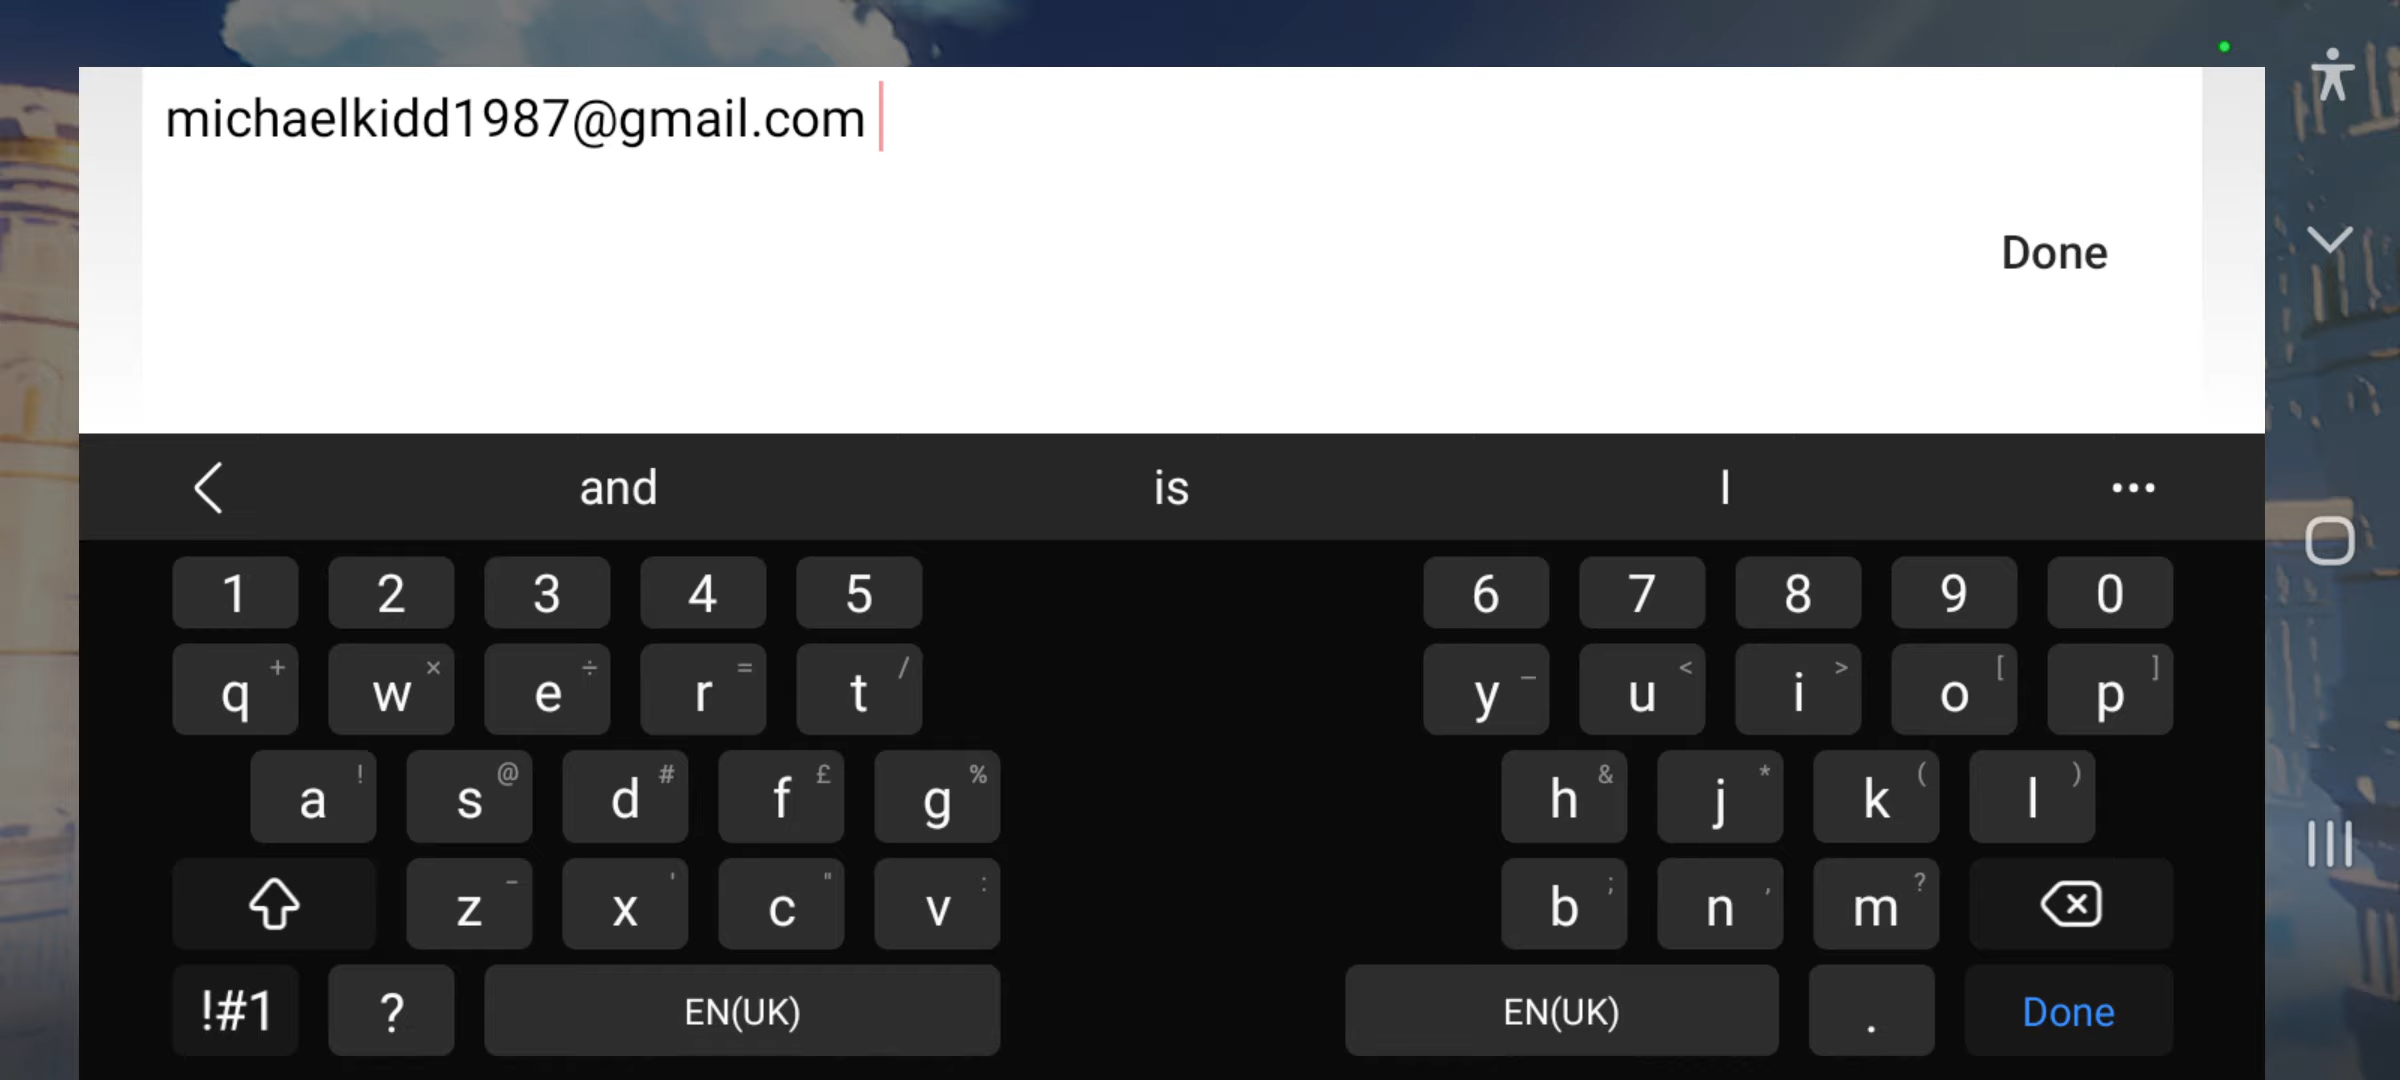 michaelkidd1987@gmail.com
Done
and is I
1 2 3 4 5 6 7 8 9 0
q + w × e ÷ r = t / y _ u < i > o [ p ]
a ! s @ d # f £ g % h & j * k ( l )
z - x ' c " v : b ; n , m ?
!#1 ? EN(UK) EN(UK) . Done